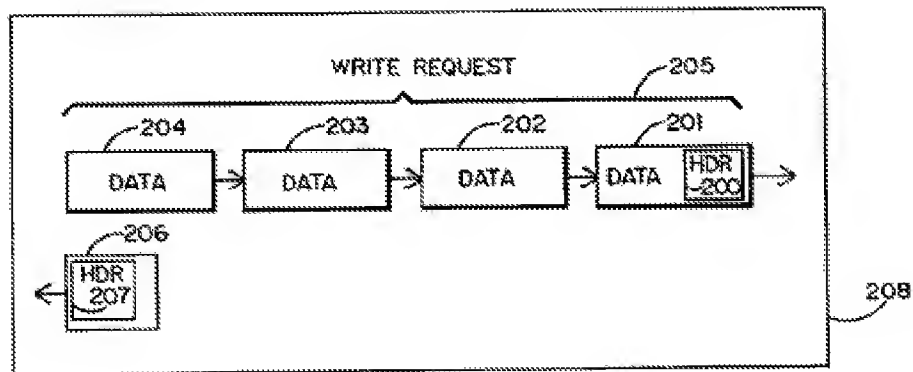 WRITE REQUEST
205
204
203
202
201
DATA
DATA
DATA
DATA
HDR
~200
206
HDR
207
208